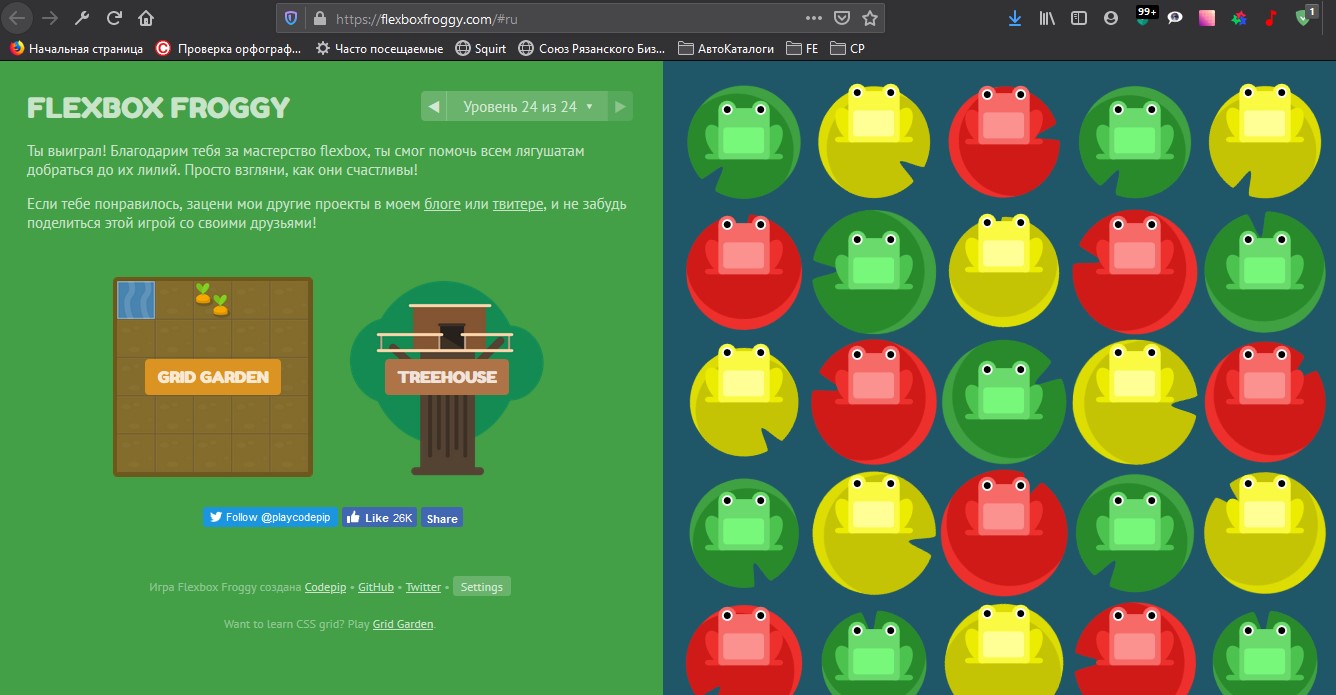 https://flexboxfroggy.com/#ru
99+
1
Начальная страница
Проверка орфограф...
Часто посещаемые
Squirt
Союз Рязанского Биз...
АвтоКаталоги
FE
CP
FLEXBOX FROGGY
Уровень 24 из 24
Ты выиграл! Благодарим тебя за мастерство flexbox, ты смог помочь всем лягушатам
добраться до их лилий. Просто взгляни, как они счастливы!
Если тебе понравилось, зацени мои другие проекты в моем блоге или твитере, и не забудь
поделиться этой игрой со своими друзьями!
GRID GARDEN
TREEHOUSE
Follow @playcodepip
Like 26K
Share
Игра Flexbox Froggy создана Codepip • GitHub • Twitter • Settings
Want to learn CSS grid? Play Grid Garden.